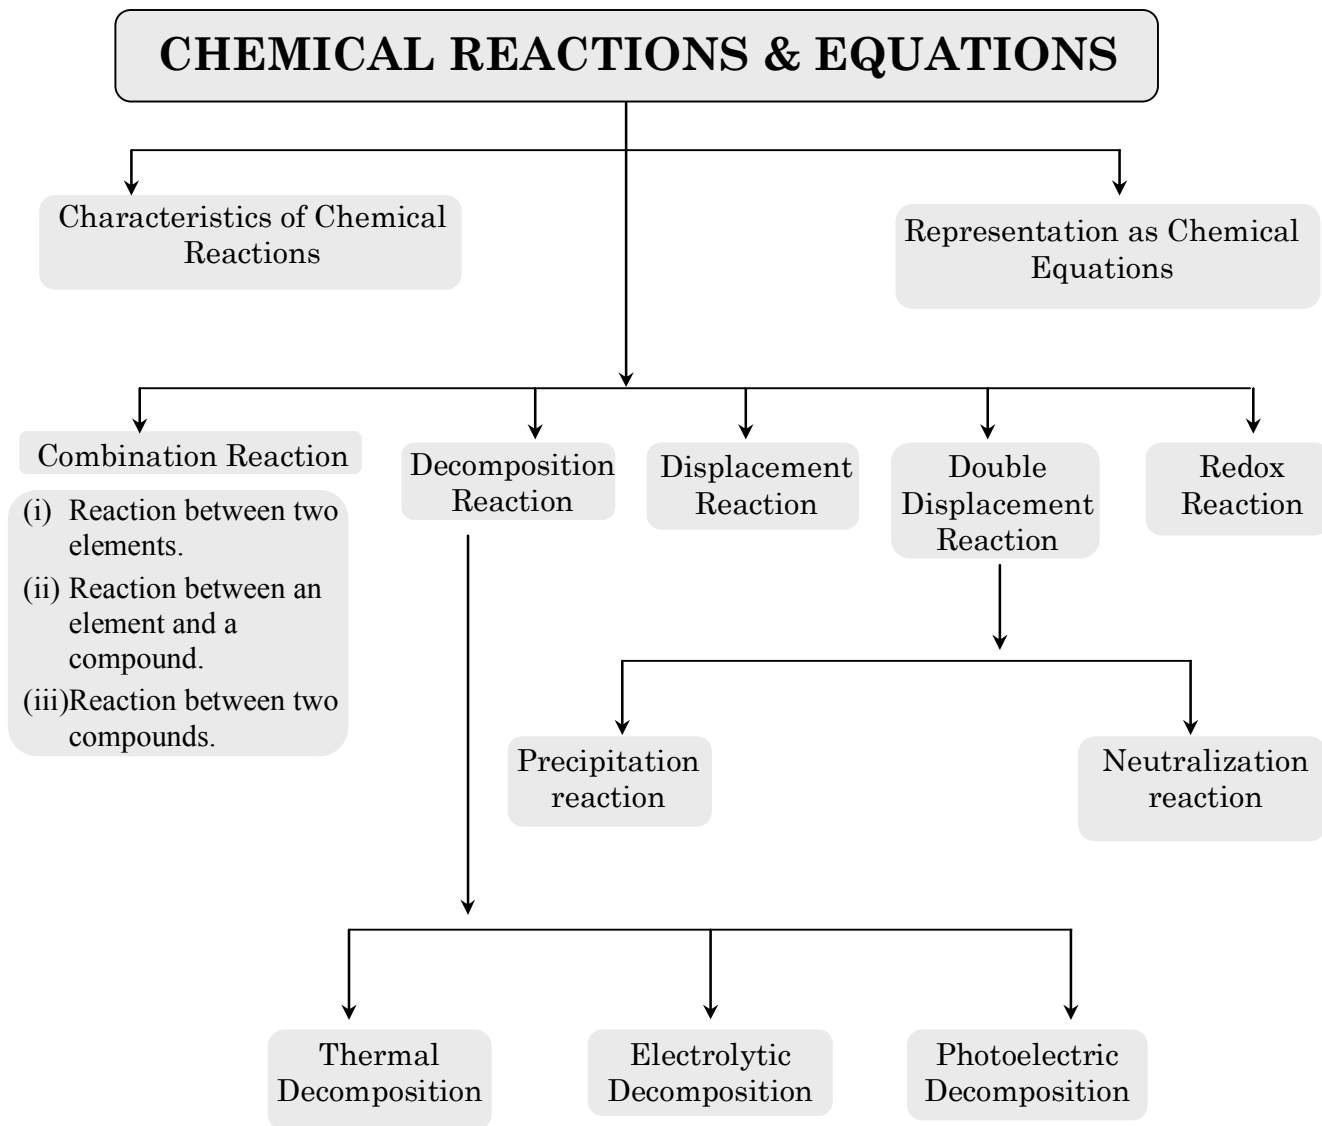 CHEMICAL REACTIONS & EQUATIONS
Characteristics of Chemical
Reactions
Representation as Chemical
Equations
Combination Reaction
(i) Reaction between two
elements.
(ii) Reaction between an
element and a
compound.
(iii)Reaction between two
compounds.
Decomposition
Reaction
Displacement
Reaction
Double
Displacement
Reaction
Redox
Reaction
Precipitation
reaction
Neutralization
reaction
Thermal
Decomposition
Electrolytic
Decomposition
Photoelectric
Decomposition